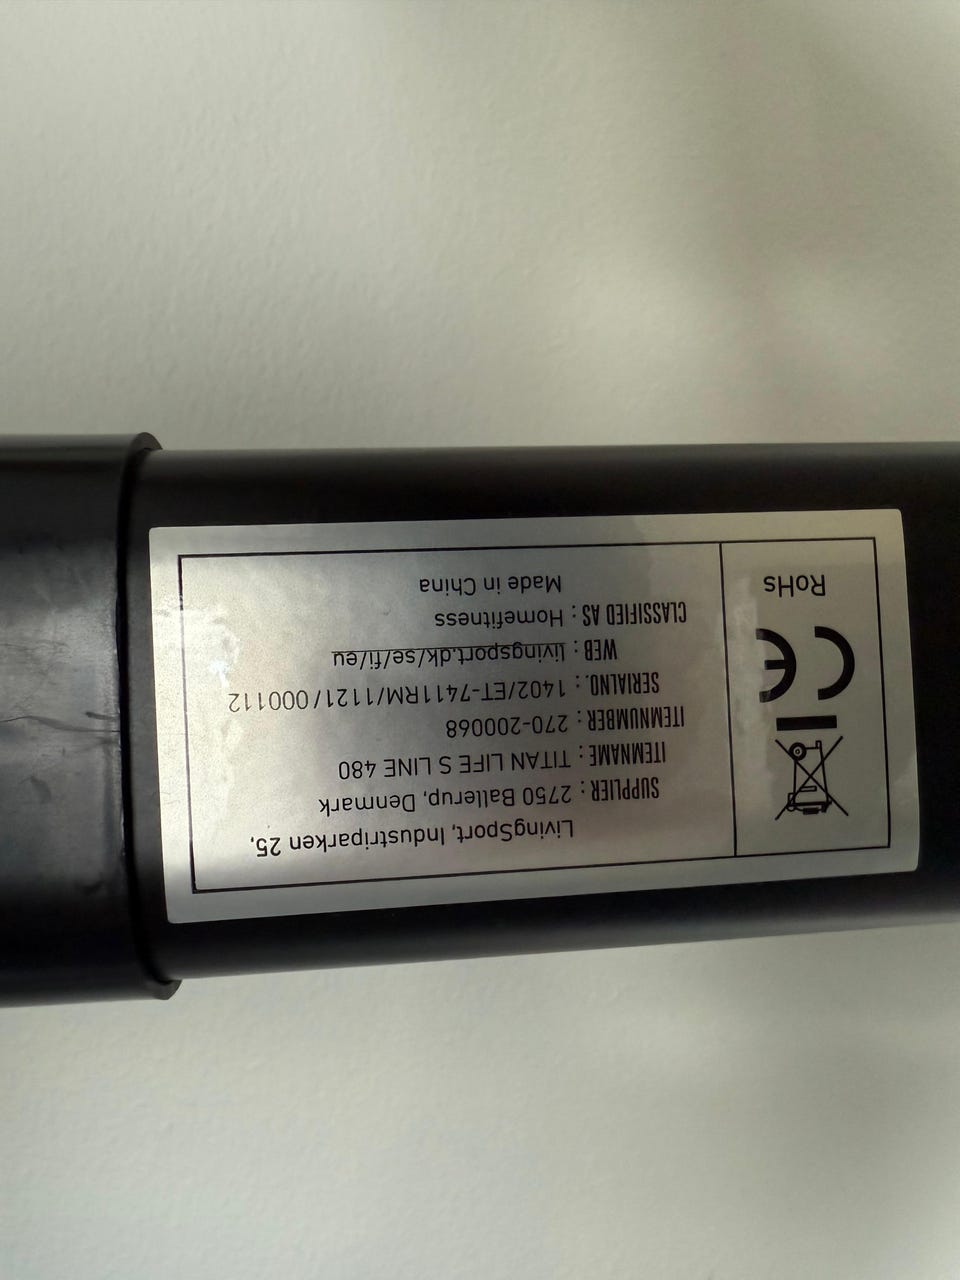 LivingSport, Industriparken 25,
SUPPLIER : 2750 Ballerup, Denmark
ITEMNAME : TITAN LIFE S LINE 480
ITEMNUMBER : 270-200068
SERIALNO. : 1402/ET-7411RM/1121/000112
WEB : livingsport.dk/se/fi/eu
CLASSIFIED AS : Homefitness
Made in China
CE
RoHs